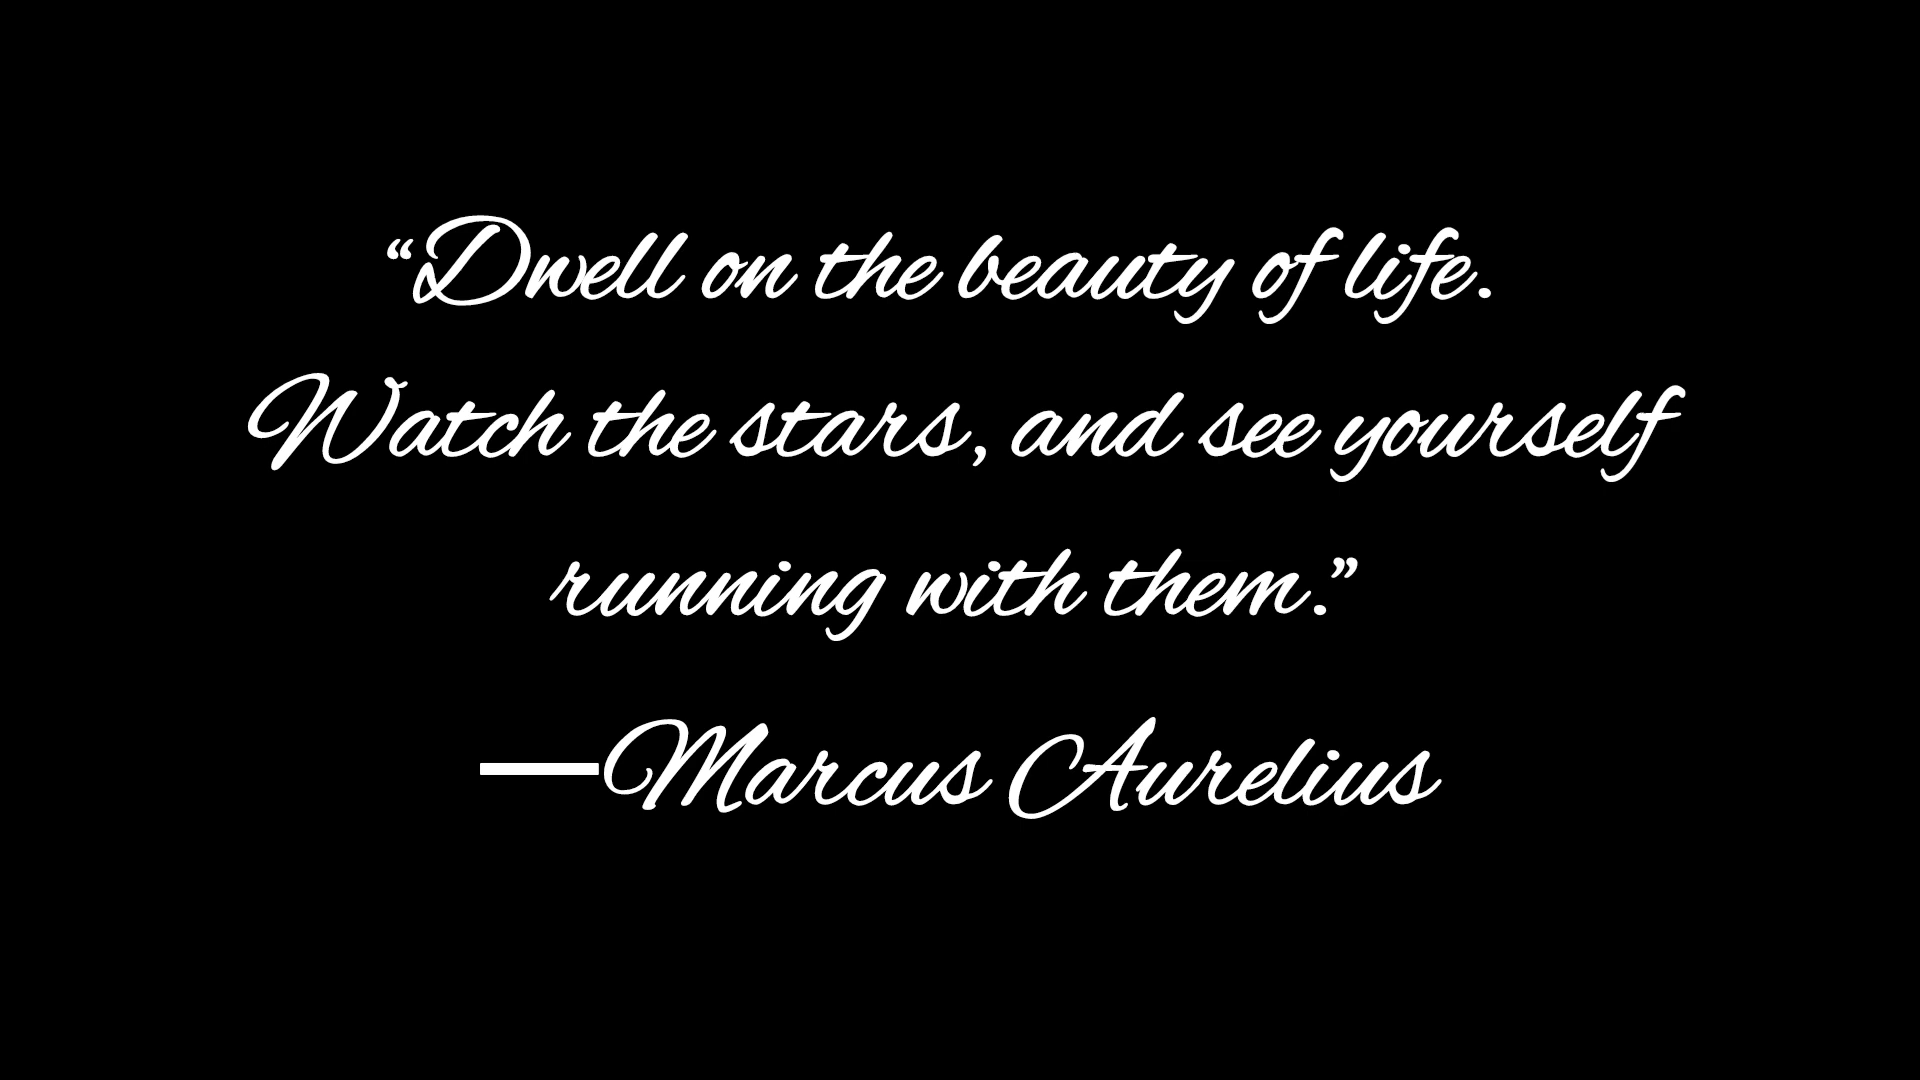 “Dwell on the beauty of life.
Watch the stars, and see yourself
running with them.”
—Marcus Aurelius